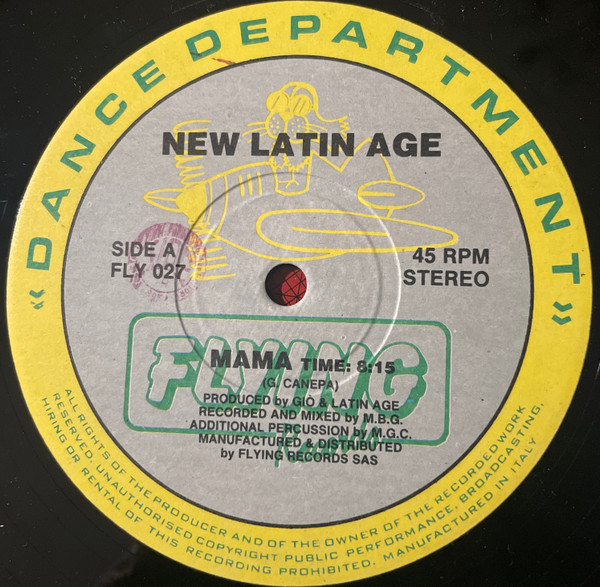 «DANCE DEPARTMENT»
NEW LATIN AGE
SIDE A
FLY 027
45 RPM
STEREO
FLYING
Records
MAMA TIME: 8:15
(G. CANEPA)
PRODUCED by GIÒ & LATIN AGE
RECORDED AND MIXED by M.B.G.
ADDITIONAL PERCUSSION by M.G.C.
MANUFACTURED & DISTRIBUTED
by FLYING RECORDS SAS
ALL RIGHTS OF THE PRODUCER AND OF THE OWNER OF THE RECORDEDWORK
RESERVED. UNAUTHORISED COPYRIGHT PUBLIC PERFORMANCE, BROADCASTING,
HIRING OR RENTAL OF THIS RECORDING PROHIBITED. MANUFACTURED IN ITALY